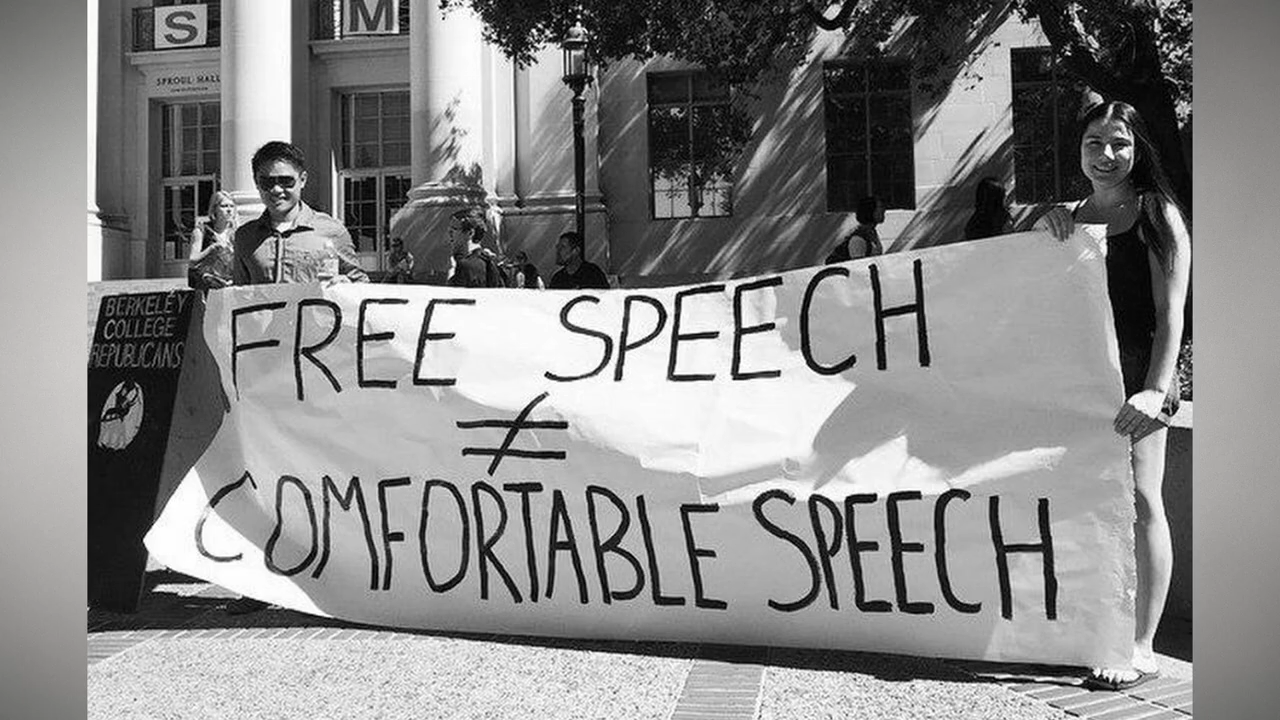 S
M
SPROUL HALL
BERKELEY
COLLEGE
REPUBLICANS
FREE SPEECH
≠
COMFORTABLE SPEECH